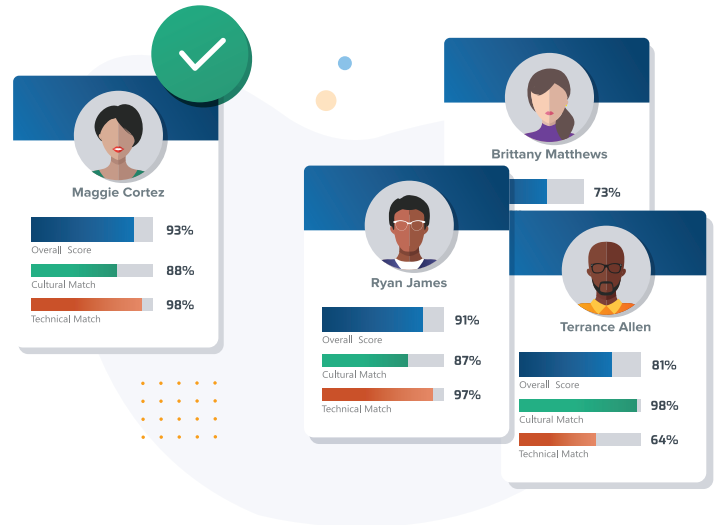 Maggie Cortez
93%
Overall Score
88%
Cultural Match
98%
Technical Match
Brittany Matthews
73%
Ryan James
91%
Overall Score
87%
Cultural Match
97%
Technical Match
Terrance Allen
81%
Overall Score
98%
Cultural Match
64%
Technical Match